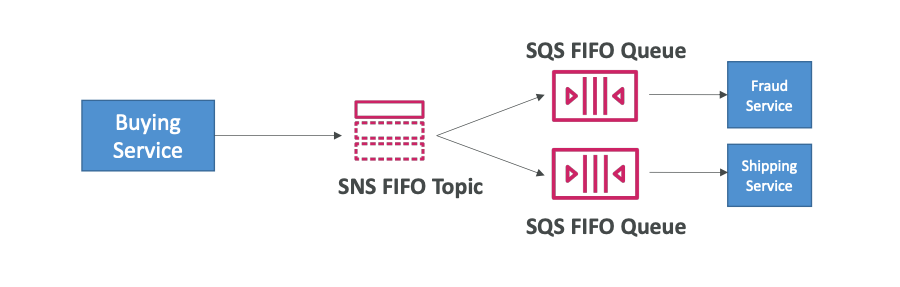 SQS FIFO Queue
Fraud
Service
Buying
Service
SNS FIFO Topic
Shipping
Service
SQS FIFO Queue